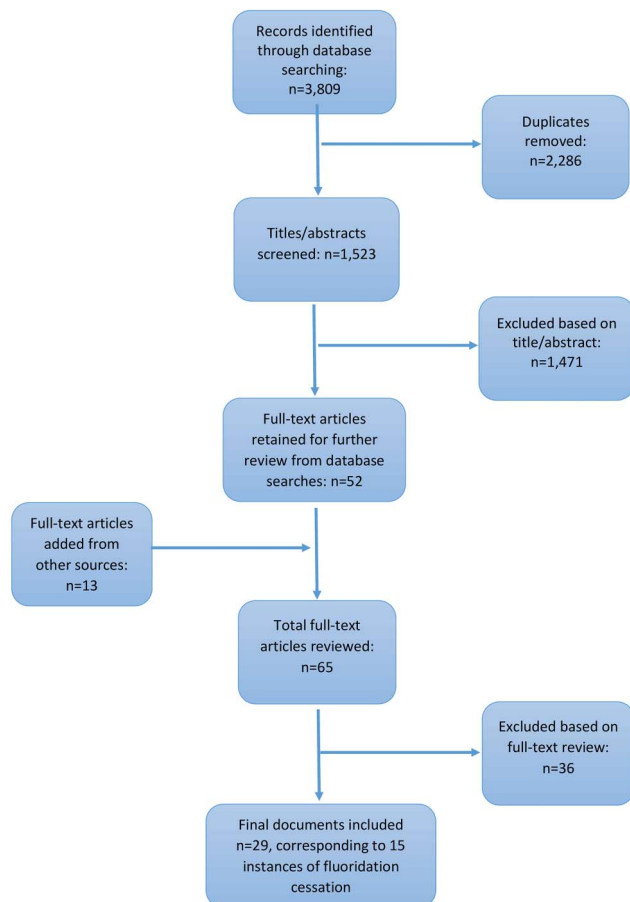 Records identified
through database
searching:
n=3,809
Duplicates
removed:
n=2,286
Titles/abstracts
screened: n=1,523
Excluded based on
title/abstract:
n=1,471
Full-text articles
retained for further
review from database
searches: n=52
Full-text articles
added from
other sources:
n=13
Total full-text
articles reviewed:
n=65
Excluded based on
full-text review:
n=36
Final documents included
n=29, corresponding to 15
instances of fluoridation
cessation